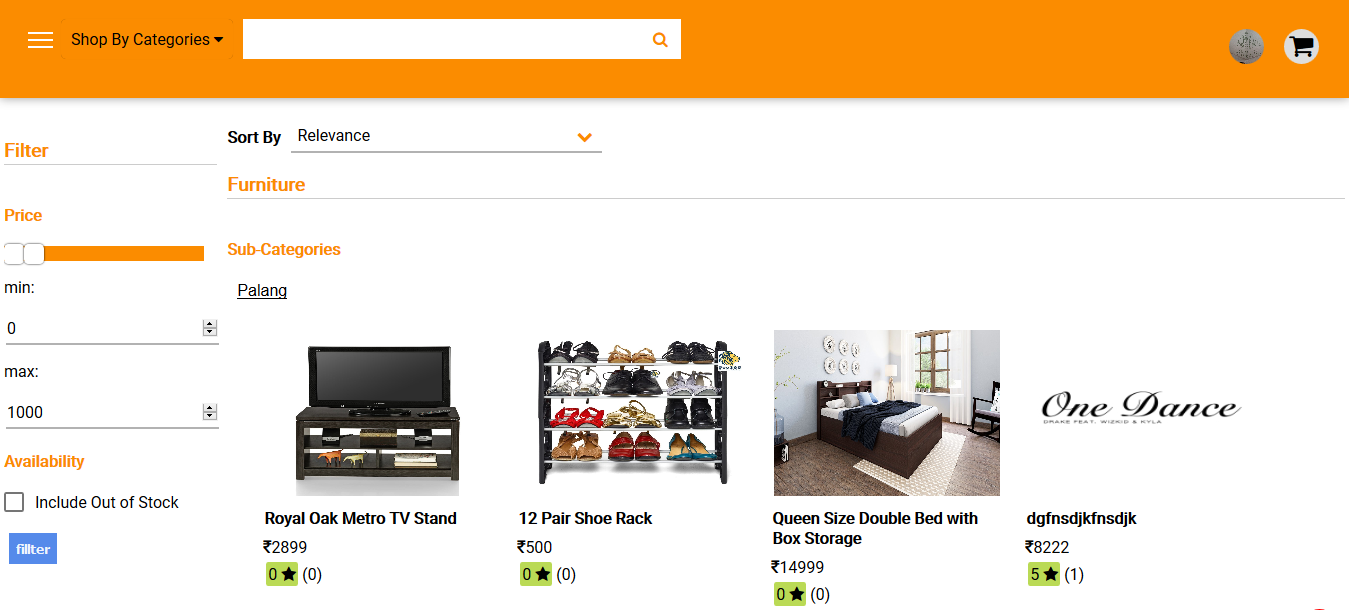 Shop By Categories
Filter
Price
min:
0
max:
1000
Availability
Include Out of Stock
fillter
Sort By Relevance
Furniture
Sub-Categories
Palang
Royal Oak Metro TV Stand
₹2899
0 ★ (0)
12 Pair Shoe Rack
₹500
0 ★ (0)
Queen Size Double Bed with
Box Storage
₹14999
0 ★ (0)
One Dance
DRAKE FEAT. WIZKID & KYLA
dgfnsdjkfnsdjk
₹8222
5 ★ (1)